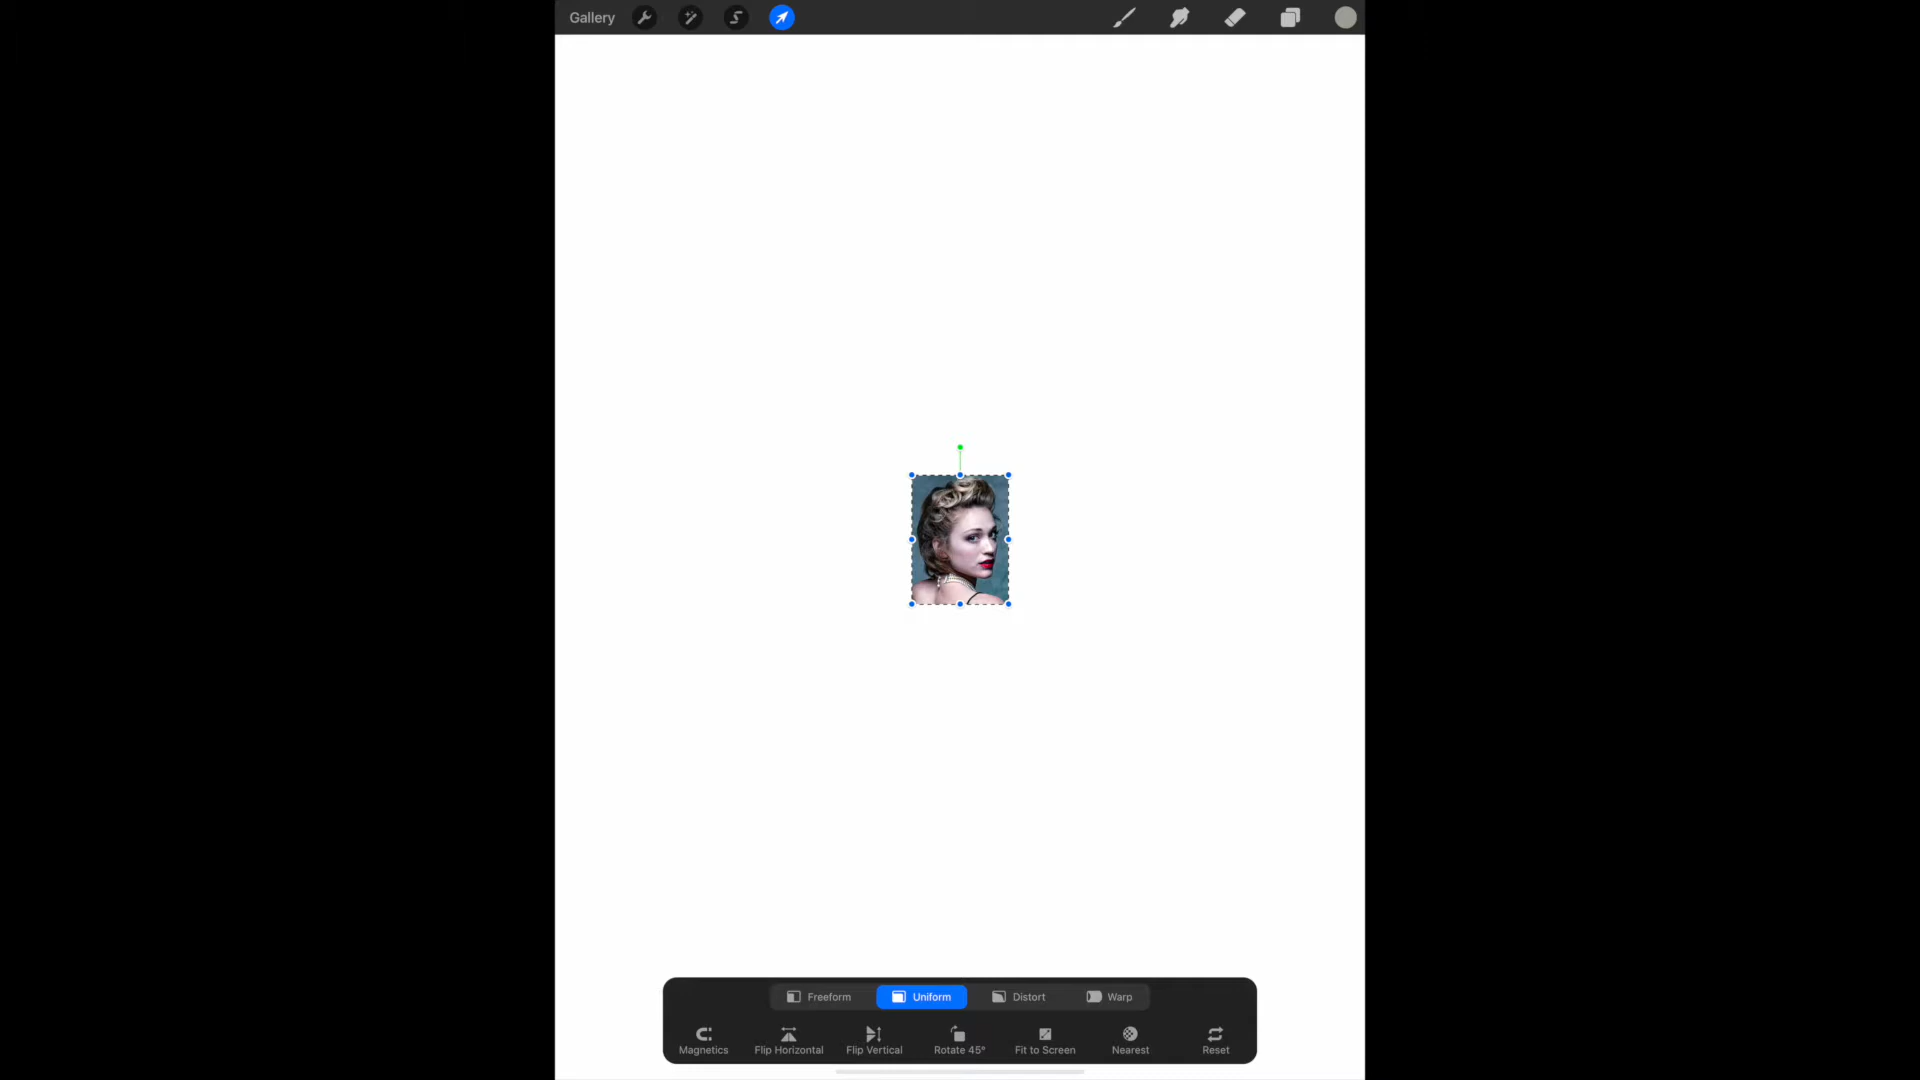 Gallery
Freeform Uniform Distort Warp
Magnetics Flip Horizontal Flip Vertical Rotate 45° Fit to Screen Nearest Reset